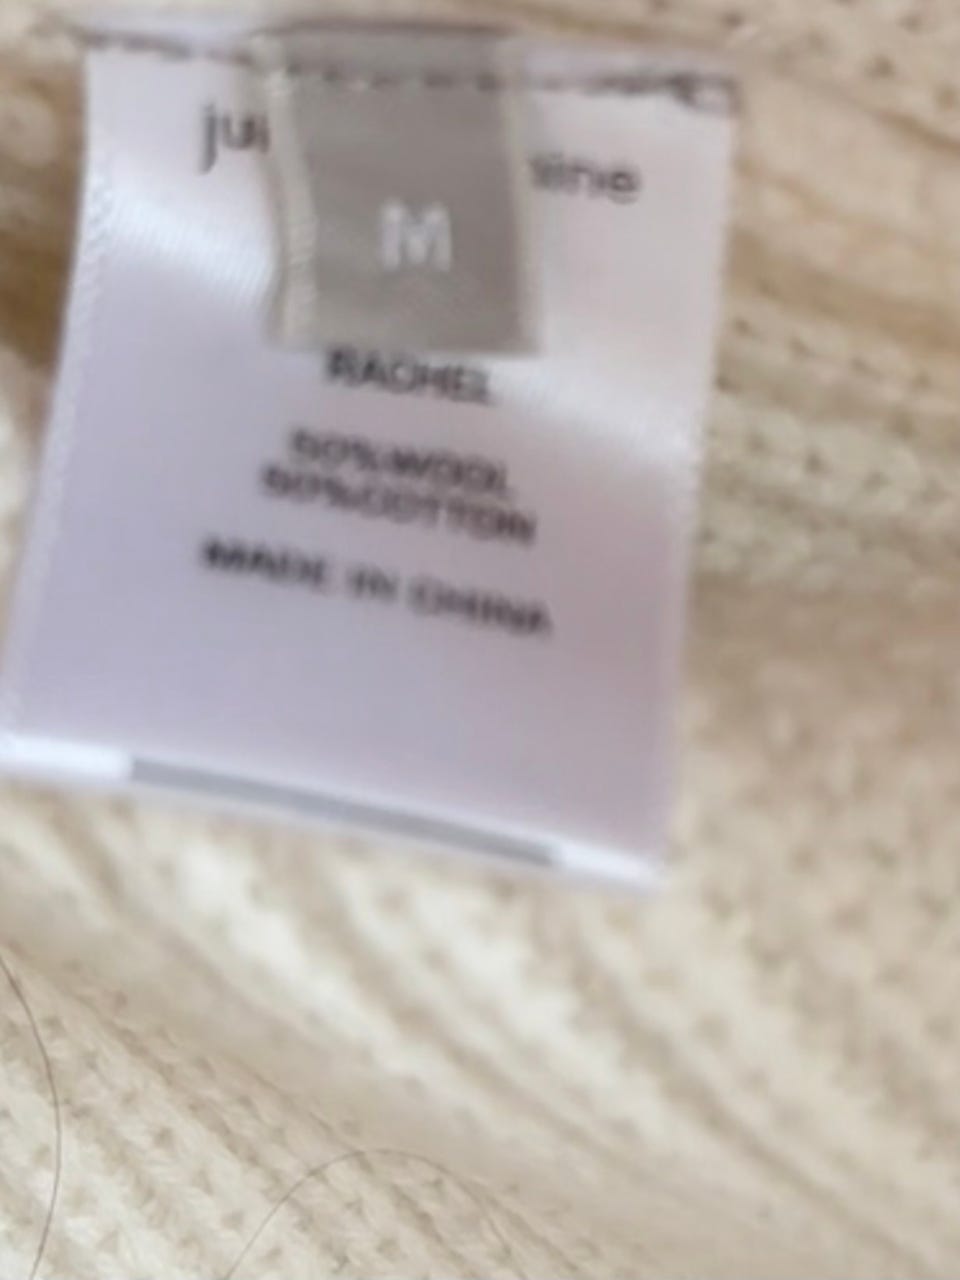 M
RACHEL
50%WOOL
50%COTTON
MADE IN CHINA